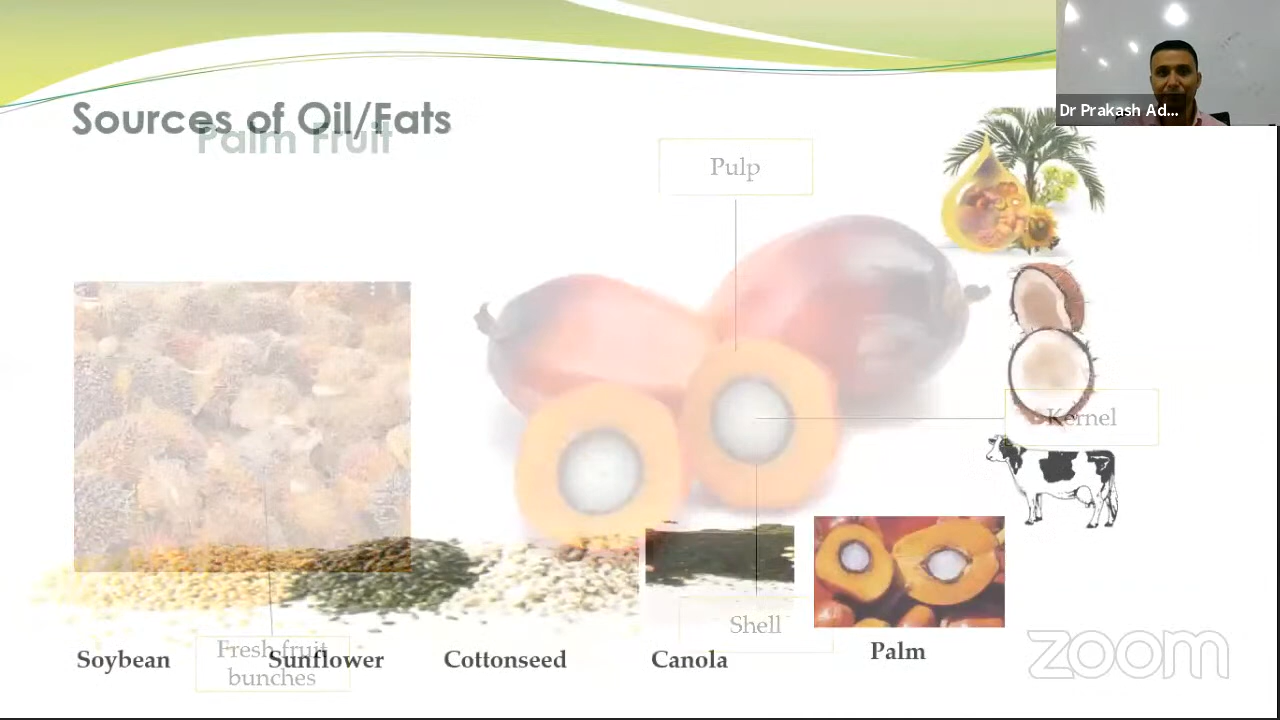 Dr Prakash Ad...
Sources of Oil/Fats
Palm Fruit
Pulp
Kernel
Shell
Fresh fruit
bunches
Soybean
Sunflower
Cottonseed
Canola
Palm
zoom